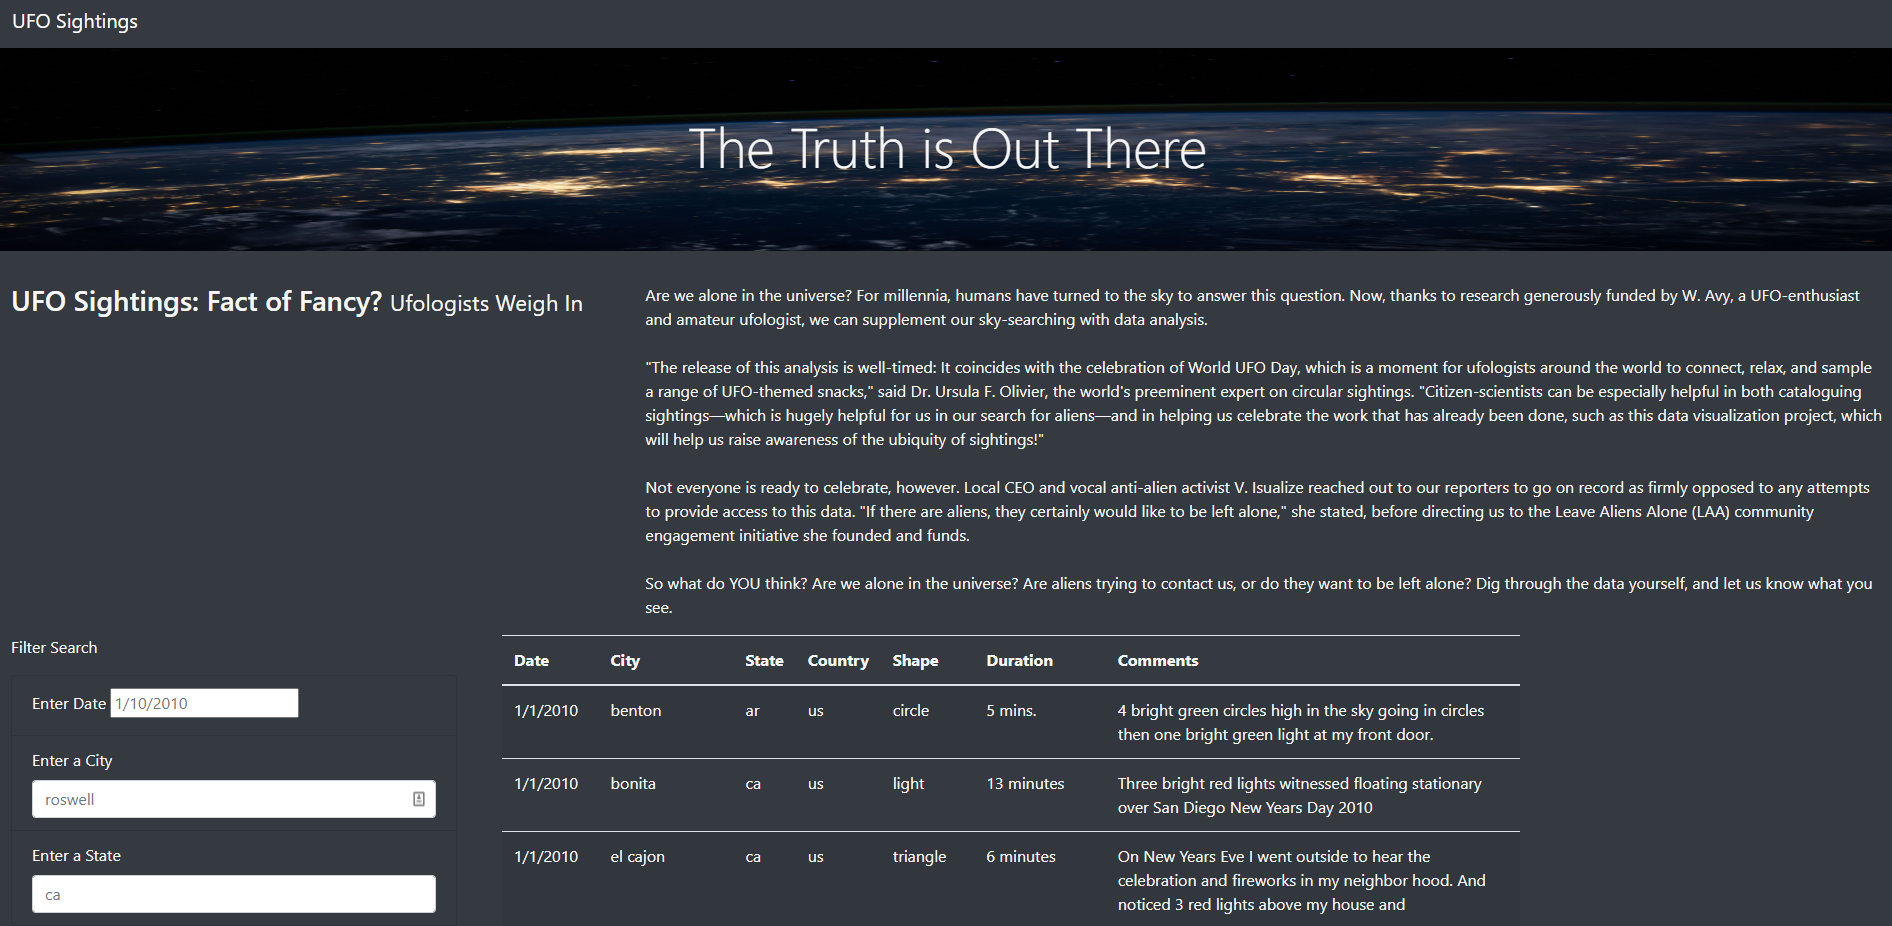 UFO Sightings
The Truth is Out There
UFO Sightings: Fact of Fancy? Ufologists Weigh In
Are we alone in the universe? For millennia, humans have turned to the sky to answer this question. Now, thanks to research generously funded by W. Avy, a UFO-enthusiast
and amateur ufologist, we can supplement our sky-searching with data analysis.
"The release of this analysis is well-timed: It coincides with the celebration of World UFO Day, which is a moment for ufologists around the world to connect, relax, and sample
a range of UFO-themed snacks," said Dr. Ursula F. Olivier, the world's preeminent expert on circular sightings. "Citizen-scientists can be especially helpful in both cataloguing
sightings—which is hugely helpful for us in our search for aliens—and in helping us celebrate the work that has already been done, such as this data visualization project, which
will help us raise awareness of the ubiquity of sightings!"
Not everyone is ready to celebrate, however. Local CEO and vocal anti-alien activist V. Isualize reached out to our reporters to go on record as firmly opposed to any attempts
to provide access to this data. "If there are aliens, they certainly would like to be left alone," she stated, before directing us to the Leave Aliens Alone (LAA) community
engagement initiative she founded and funds.
So what do YOU think? Are we alone in the universe? Are aliens trying to contact us, or do they want to be left alone? Dig through the data yourself, and let us know what you
see.
Filter Search
Enter Date 1/10/2010
Enter a City
roswell
Enter a State
ca
Date City State Country Shape Duration Comments
1/1/2010 benton ar us circle 5 mins. 4 bright green circles high in the sky going in circles
then one bright green light at my front door.
1/1/2010 bonita ca us light 13 minutes Three bright red lights witnessed floating stationary
over San Diego New Years Day 2010
1/1/2010 el cajon ca us triangle 6 minutes On New Years Eve I went outside to hear the
celebration and fireworks in my neighbor hood. And
noticed 3 red lights above my house and